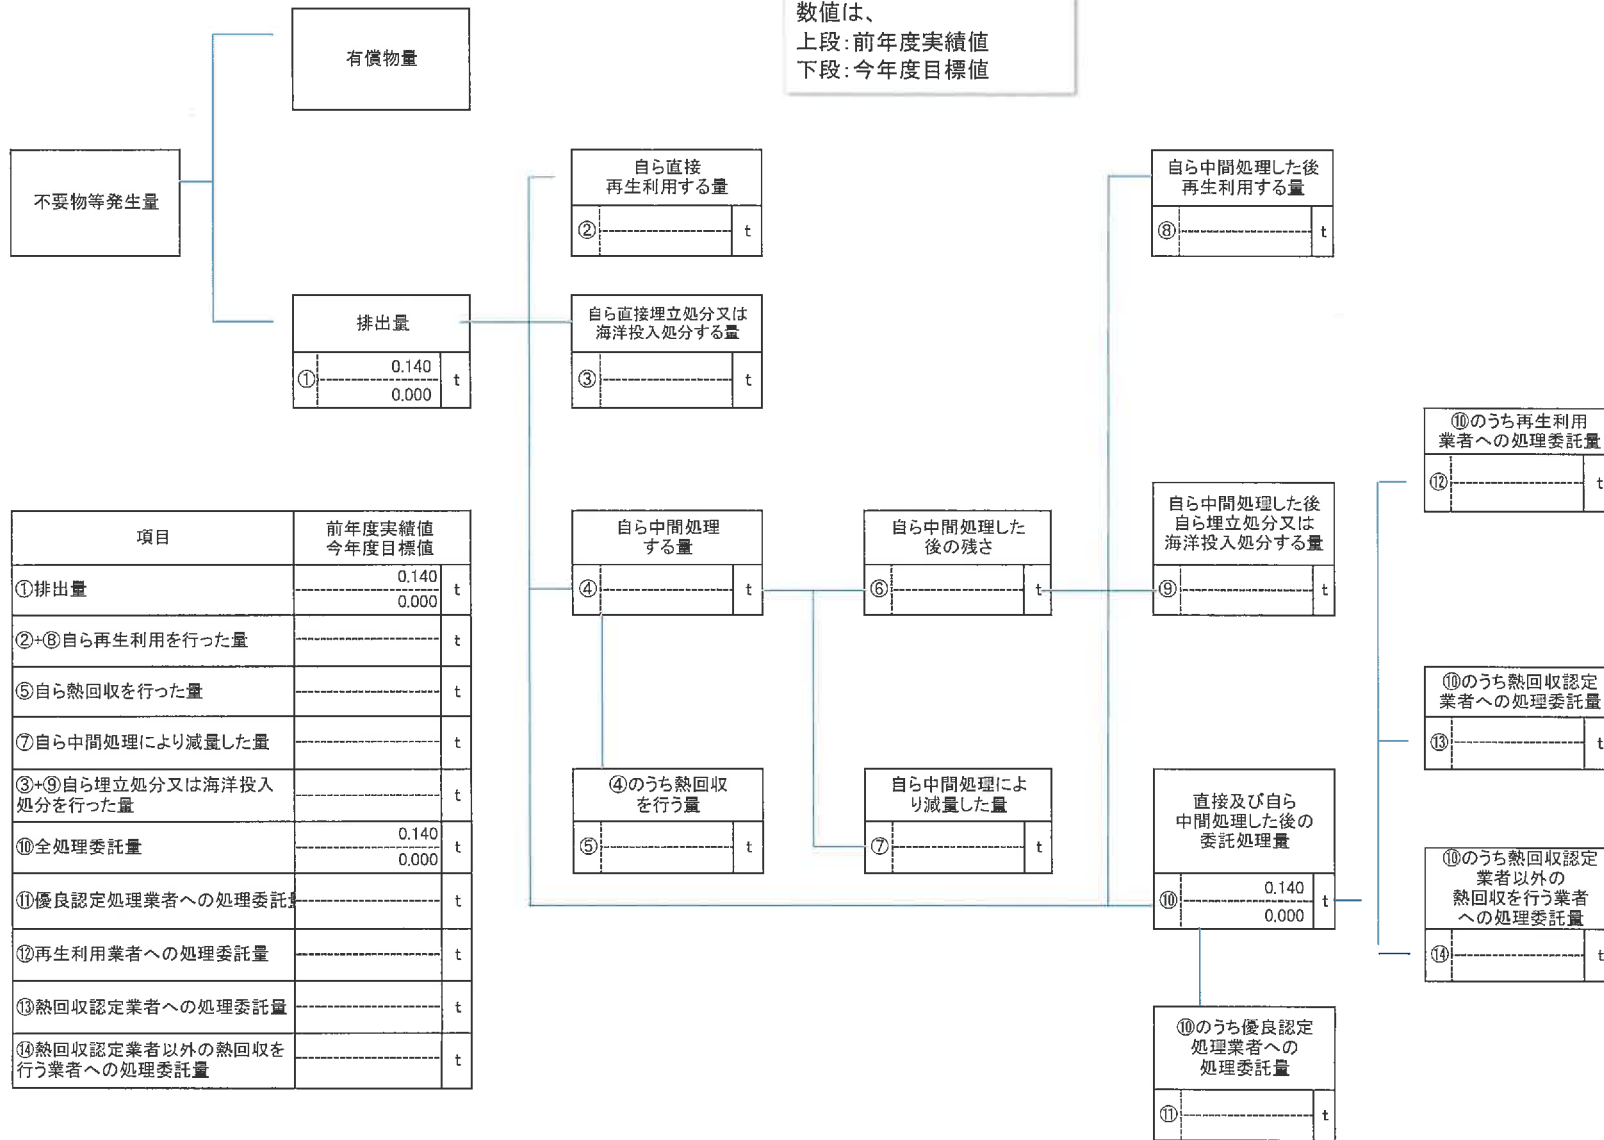 数値は、
上段:前年度実績値
下段:今年度目標値
有償物量
不要物等発生量
排出量
①
0.140
0.000
t
自ら直接
再生利用する量
②
t
自ら直接埋立処分又は
海洋投入処分する量
③
t
自ら中間処理
する量
④
t
④のうち熱回収
を行う量
⑤
t
自ら中間処理した
後の残さ
⑥
t
自ら中間処理によ
り減量した量
⑦
t
自ら中間処理した後
再生利用する量
⑧
t
自ら中間処理した後
自ら埋立処分又は
海洋投入処分する量
⑨
t
直接及び自ら
中間処理した後の
委託処理量
⑩
0.140
0.000
t
⑩のうち優良認定
処理業者への
処理委託量
⑪
t
⑩のうち再生利用
業者への処理委託量
⑫
t
⑩のうち熱回収認定
業者への処理委託量
⑬
t
⑩のうち熱回収認定
業者以外の
熱回収を行う業者
への処理委託量
⑭
t
項目
前年度実績値
今年度目標値
①排出量
0.140
0.000
t
②+⑧自ら再生利用を行った量
t
⑤自ら熱回収を行った量
t
⑦自ら中間処理により減量した量
t
③+⑨自ら埋立処分又は海洋投入
処分を行った量
t
⑩全処理委託量
0.140
0.000
t
⑪優良認定処理業者への処理委託量
t
⑫再生利用業者への処理委託量
t
⑬熱回収認定業者への処理委託量
t
⑭熱回収認定業者以外の熱回収を
行う業者への処理委託量
t